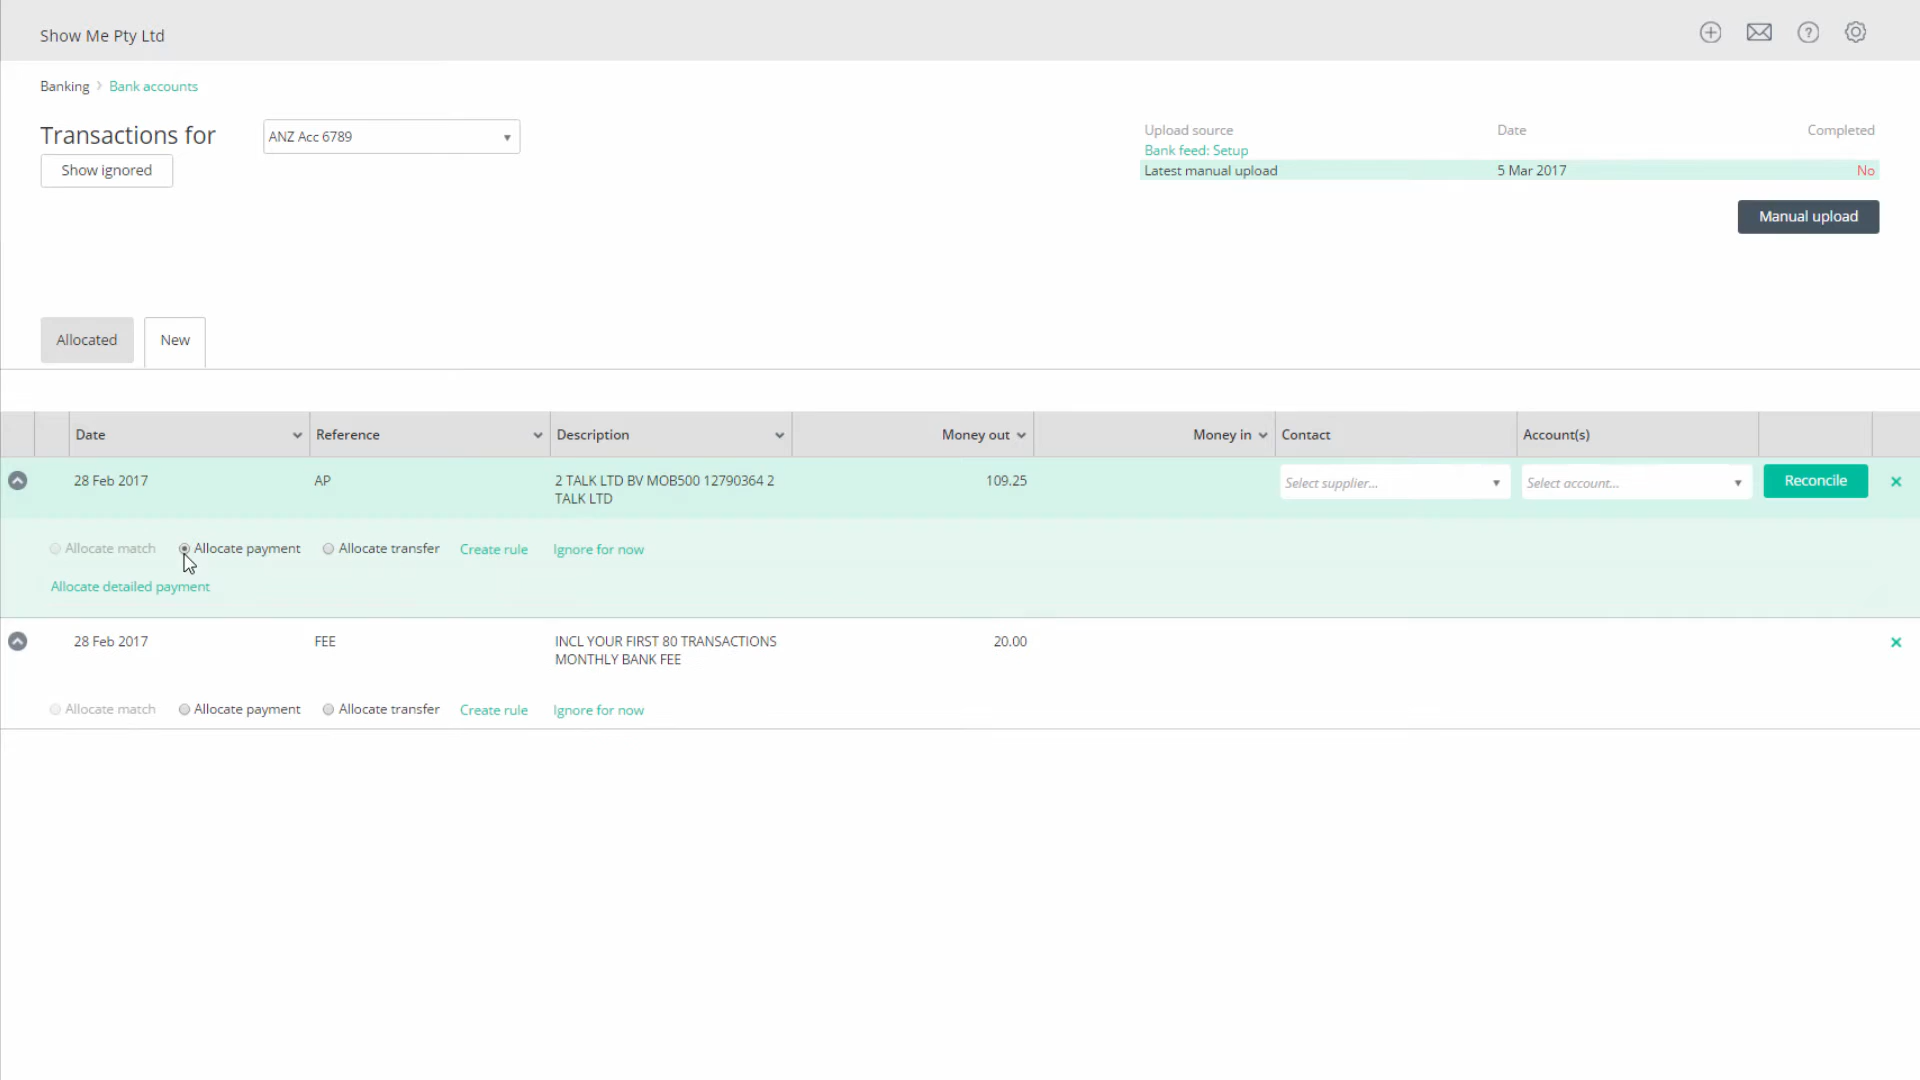 Show Me Pty Ltd
?
Banking > Bank accounts
Transactions for
ANZ Acc 6789
Show ignored
Upload source Date Completed
Bank feed: Setup
Latest manual upload 5 Mar 2017 No
Manual upload
Allocated New
Date Reference Description Money out Money in Contact Account(s)
28 Feb 2017 AP 2 TALK LTD BV MOB500 12790364 2 109.25 Select supplier... Select account... Reconcile
TALK LTD
Allocate match Allocate payment Allocate transfer Create rule Ignore for now
Allocate detailed payment
28 Feb 2017 FEE INCL YOUR FIRST 80 TRANSACTIONS 20.00
MONTHLY BANK FEE
Allocate match Allocate payment Allocate transfer Create rule Ignore for now